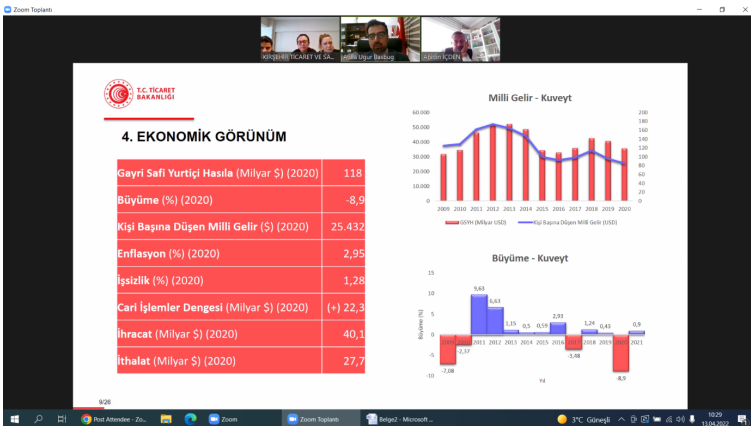 Zoom Toplantı
KIRŞEHİR TİCARET VE SA...
Atilla Ugur Basbug
Abidin İÇDEN
T.C. TİCARET
BAKANLIĞI
4. EKONOMİK GÖRÜNÜM
Gayri Safi Yurtiçi Hasıla (Milyar $) (2020) 118
Büyüme (%) (2020) -8,9
Kişi Başına Düşen Milli Gelir ($) (2020) 25.432
Enflasyon (%) (2020) 2,95
İşsizlik (%) (2020) 1,28
Cari İşlemler Dengesi (Milyar $) (2020) (+) 22,3
İhracat (Milyar $) (2020) 40,1
İthalat (Milyar $) (2020) 27,7
9/26
Milli Gelir - Kuveyt
60.000
50.000
40.000
30.000
20.000
10.000
200
180
160
140
120
100
80
60
40
20
0
2009 2010 2011 2012 2013 2014 2015 2016 2017 2018 2019 2020
GSYH (Milyar USD) Kişi Başına Düşen Milli Gelir (USD)
Büyüme - Kuveyt
Büyüme (%)
15
10
5
0
-5
-10
9,63
6,63
1,15
0,5
0,59
2,93
1,24
0,43
0,9
2009 2010 2011 2012 2013 2014 2015 2016 2017 2018 2019 2020 2021
-7,08
-2,37
-3,48
-8,9
Yıl
Post Attendee - Zo...
Zoom
Zoom Toplantı
Belge2 - Microsoft ...
3°C Güneşli
10:29
13.04.2022